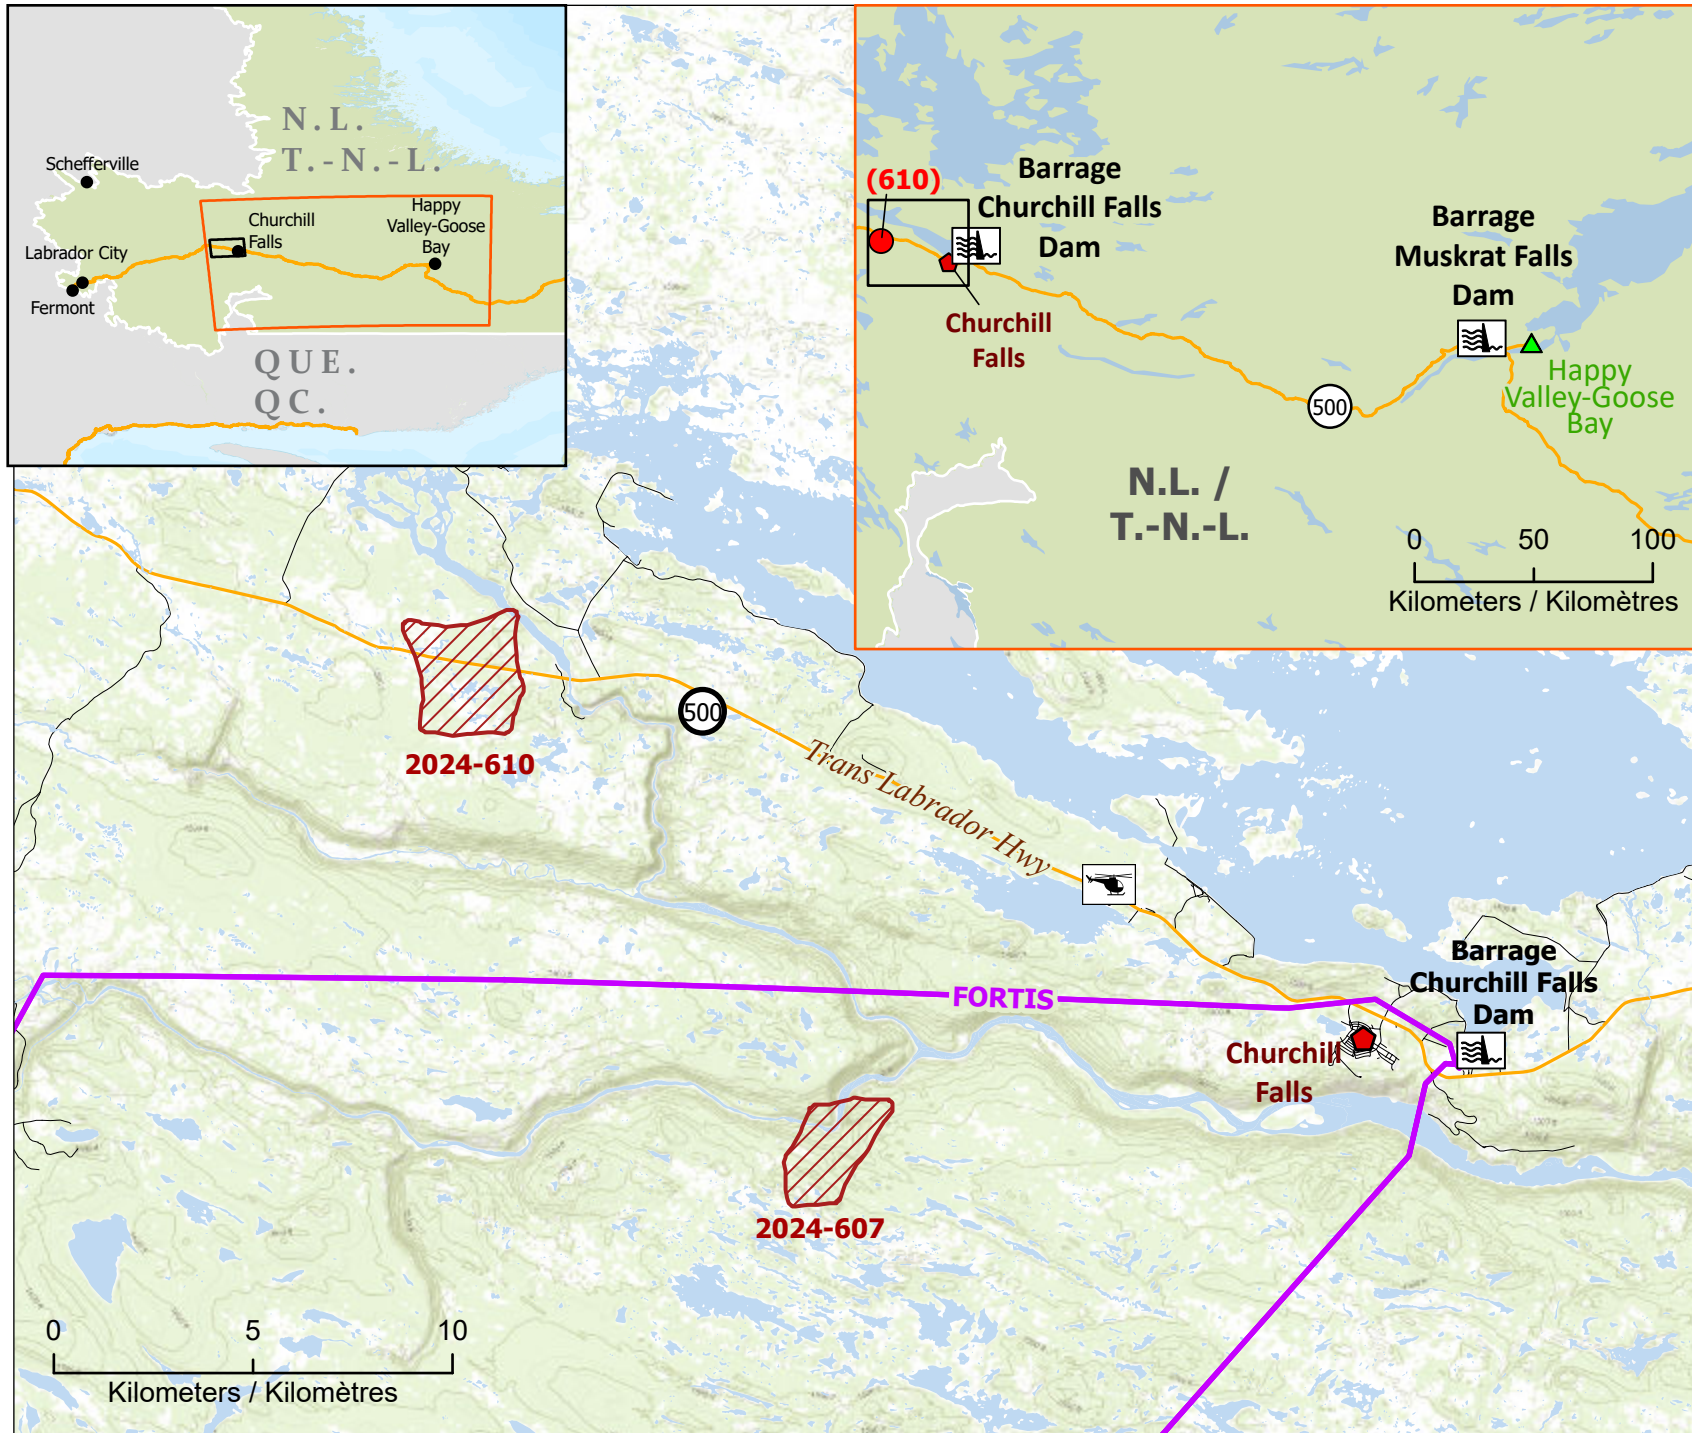 N.L.
T.-N.-L.
Schefferville
Churchill
Falls
Happy
Valley-Goose
Bay
Labrador City
Fermont
QUE.
QC.
(610)
Barrage
Churchill Falls
Dam
Churchill
Falls
Barrage
Muskrat Falls
Dam
Happy
Valley-Goose
Bay
500
N.L. /
T.-N.-L.
0 50 100
Kilometers / Kilomètres
2024-610
500
Trans Labrador Hwy
FORTIS
Barrage
Churchill Falls
Dam
Churchill
Falls
2024-607
0 5 10
Kilometers / Kilomètres